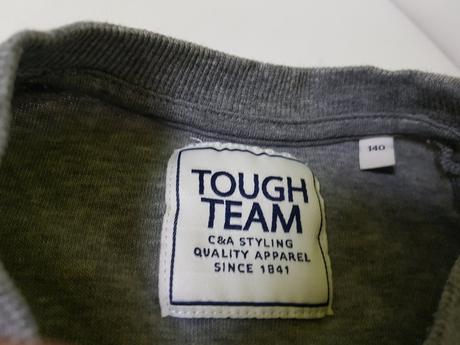 TOUGH
TEAM
C&A STYLING
QUALITY APPAREL
SINCE 1841
140